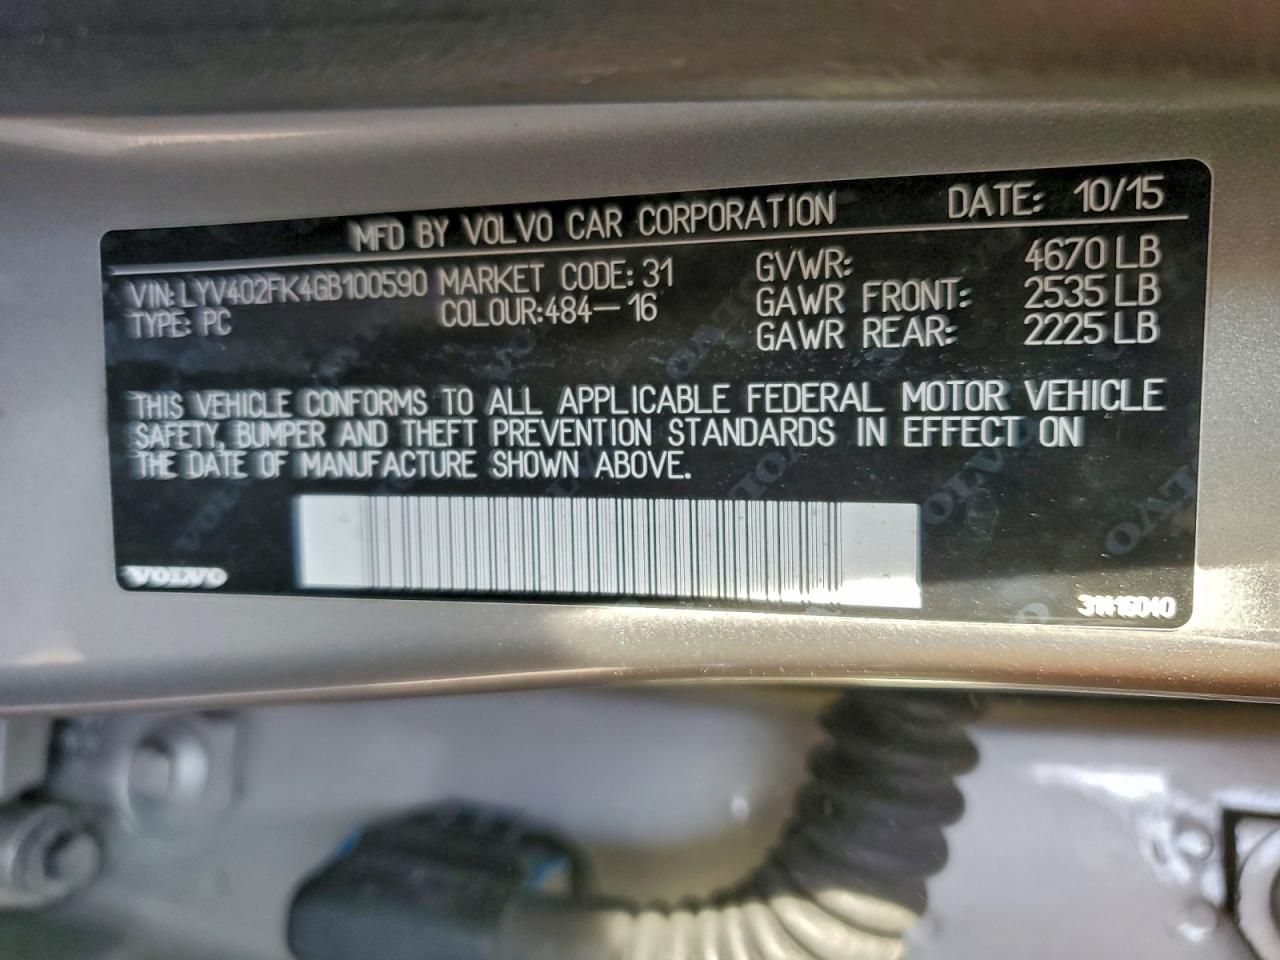 MFD BY VOLVO CAR CORPORATION DATE: 10/15
VIN: LYV402FK4GB100590 MARKET CODE: 31 GVWR: 4670 LB
TYPE: PC COLOUR:484-16 GAWR FRONT: 2535 LB
GAWR REAR: 2225 LB
THIS VEHICLE CONFORMS TO ALL APPLICABLE FEDERAL MOTOR VEHICLE
SAFETY, BUMPER AND THEFT PREVENTION STANDARDS IN EFFECT ON
THE DATE OF MANUFACTURE SHOWN ABOVE.
VOLVO 31416010